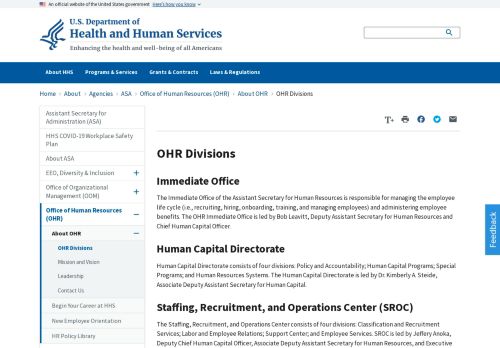 An official website of the United States government Here's how you know
U.S. Department of
Health and Human Services
Enhancing the health and well-being of all Americans
About HHS Programs & Services Grants & Contracts Laws & Regulations
Home › About › Agencies › ASA › Office of Human Resources (OHR) › About OHR › OHR Divisions
Assistant Secretary for
Administration (ASA)
HHS COVID-19 Workplace Safety
Plan
About ASA
EEO, Diversity & Inclusion
Office of Organizational
Management (OOM)
Office of Human Resources
(OHR)
About OHR
OHR Divisions
Mission and Vision
Leadership
Contact Us
Begin Your Career at HHS
New Employee Orientation
HR Policy Library
T+
OHR Divisions
Immediate Office
The Immediate Office of the Assistant Secretary for Human Resources is responsible for managing the employee
life cycle (i.e., recruiting, hiring, onboarding, training, and managing employees) and administering employee
benefits. The OHR Immediate Office is led by Bob Leavitt, Deputy Assistant Secretary for Human Resources and
Chief Human Capital Officer.
Human Capital Directorate
Human Capital Directorate consists of four divisions: Policy and Accountability; Human Capital Programs; Special
Programs; and Human Resources Systems. The Human Capital Directorate is led by Dr. Kimberly A. Steide,
Associate Deputy Assistant Secretary for Human Capital.
Staffing, Recruitment, and Operations Center (SROC)
The Staffing, Recruitment, and Operations Center consists of four divisions: Classification and Recruitment
Services; Labor and Employee Relations; Support Center; and Employee Services. SROC is led by Jeffery Anoka,
Deputy Chief Human Capital Officer, Associate Deputy Assistant Secretary for Human Resources, and Executive
Feedback